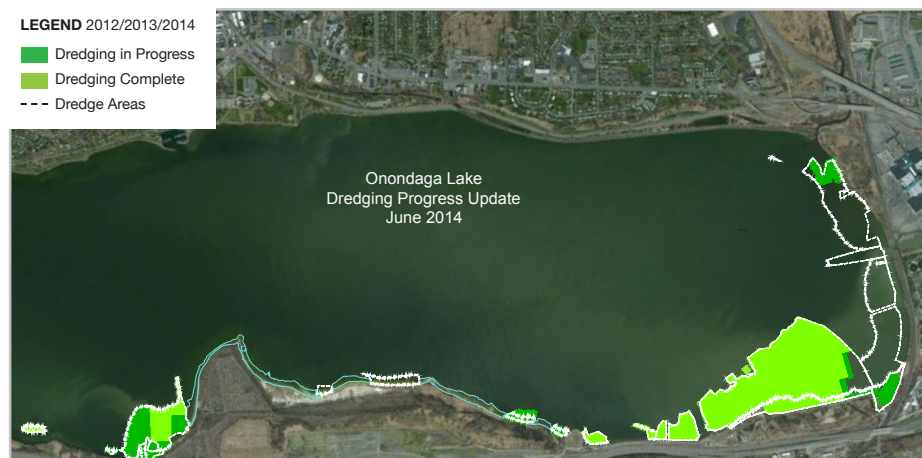 LEGEND 2012/2013/2014
Dredging in Progress
Dredging Complete
Dredge Areas
Onondaga Lake
Dredging Progress Update
June 2014